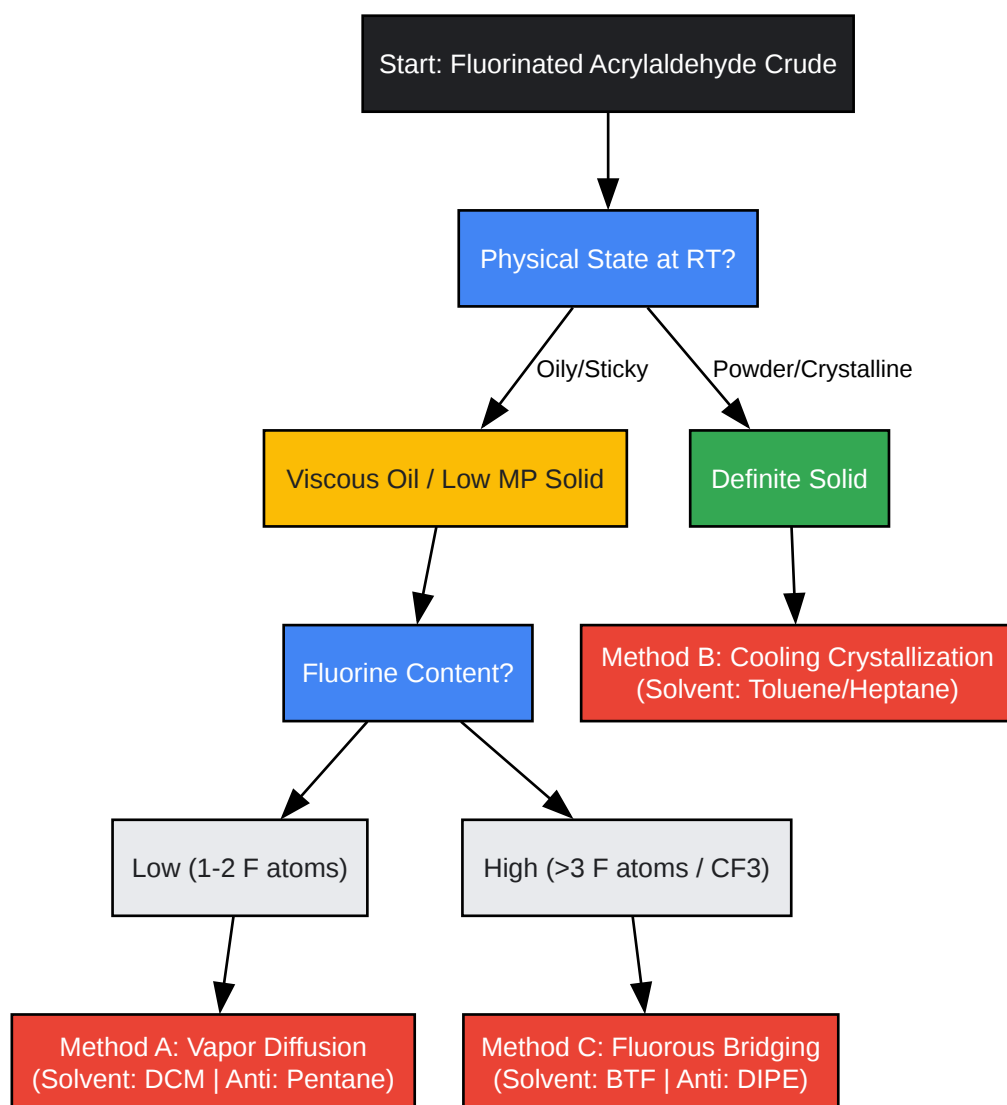 Start: Fluorinated Acrylaldehyde Crude
Physical State at RT?
Oily/Sticky
Powder/Crystalline
Viscous Oil / Low MP Solid
Definite Solid
Fluorine Content?
Method B: Cooling Crystallization
(Solvent: Toluene/Heptane)
Low (1-2 F atoms)
High (>3 F atoms / CF3)
Method A: Vapor Diffusion
(Solvent: DCM | Anti: Pentane)
Method C: Fluorous Bridging
(Solvent: BTF | Anti: DIPE)